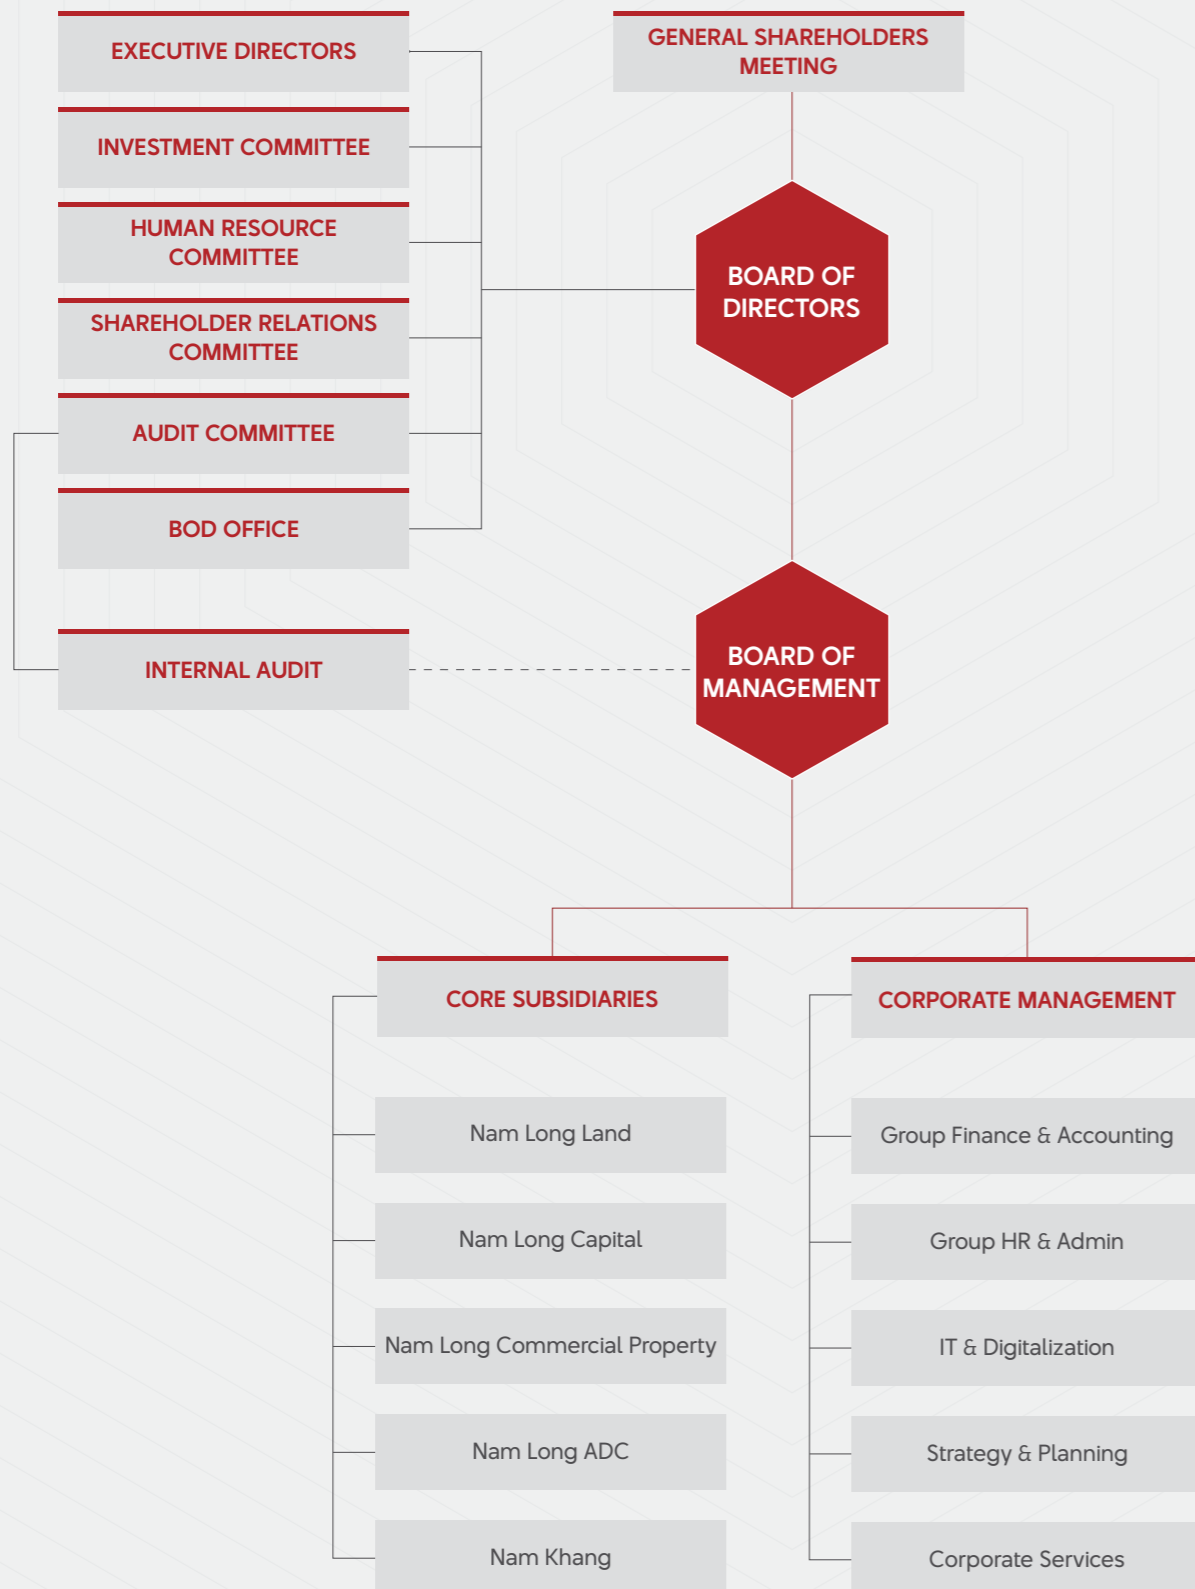 EXECUTIVE DIRECTORS
INVESTMENT COMMITTEE
HUMAN RESOURCE
COMMITTEE
SHAREHOLDER RELATIONS
COMMITTEE
AUDIT COMMITTEE
BOD OFFICE
INTERNAL AUDIT
GENERAL SHAREHOLDERS
MEETING
BOARD OF
DIRECTORS
BOARD OF
MANAGEMENT
CORE SUBSIDIARIES
Nam Long Land
Nam Long Capital
Nam Long Commercial Property
Nam Long ADC
Nam Khang
CORPORATE MANAGEMENT
Group Finance & Accounting
Group HR & Admin
IT & Digitalization
Strategy & Planning
Corporate Services